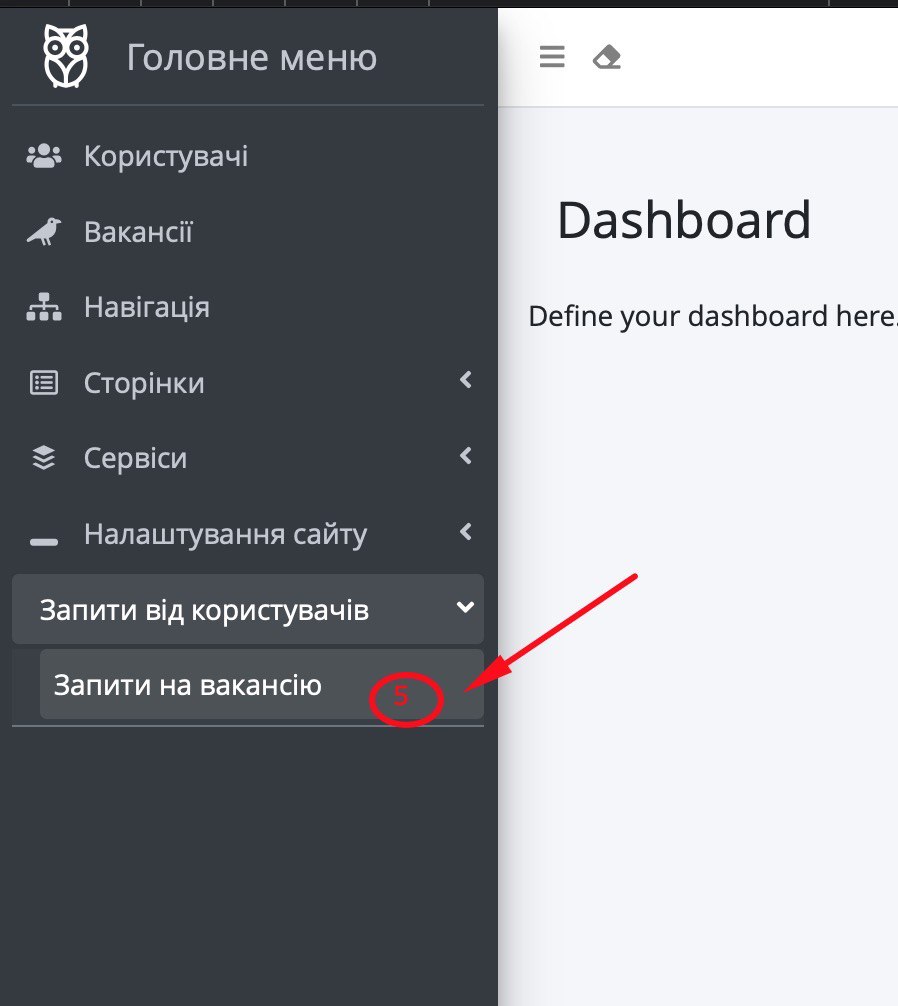 Головне меню
Користувачі
Вакансії
Навігація
Сторінки
Сервіси
Налаштування сайту
Запити від користувачів
Запити на вакансію 5
Dashboard
Define your dashboard here.